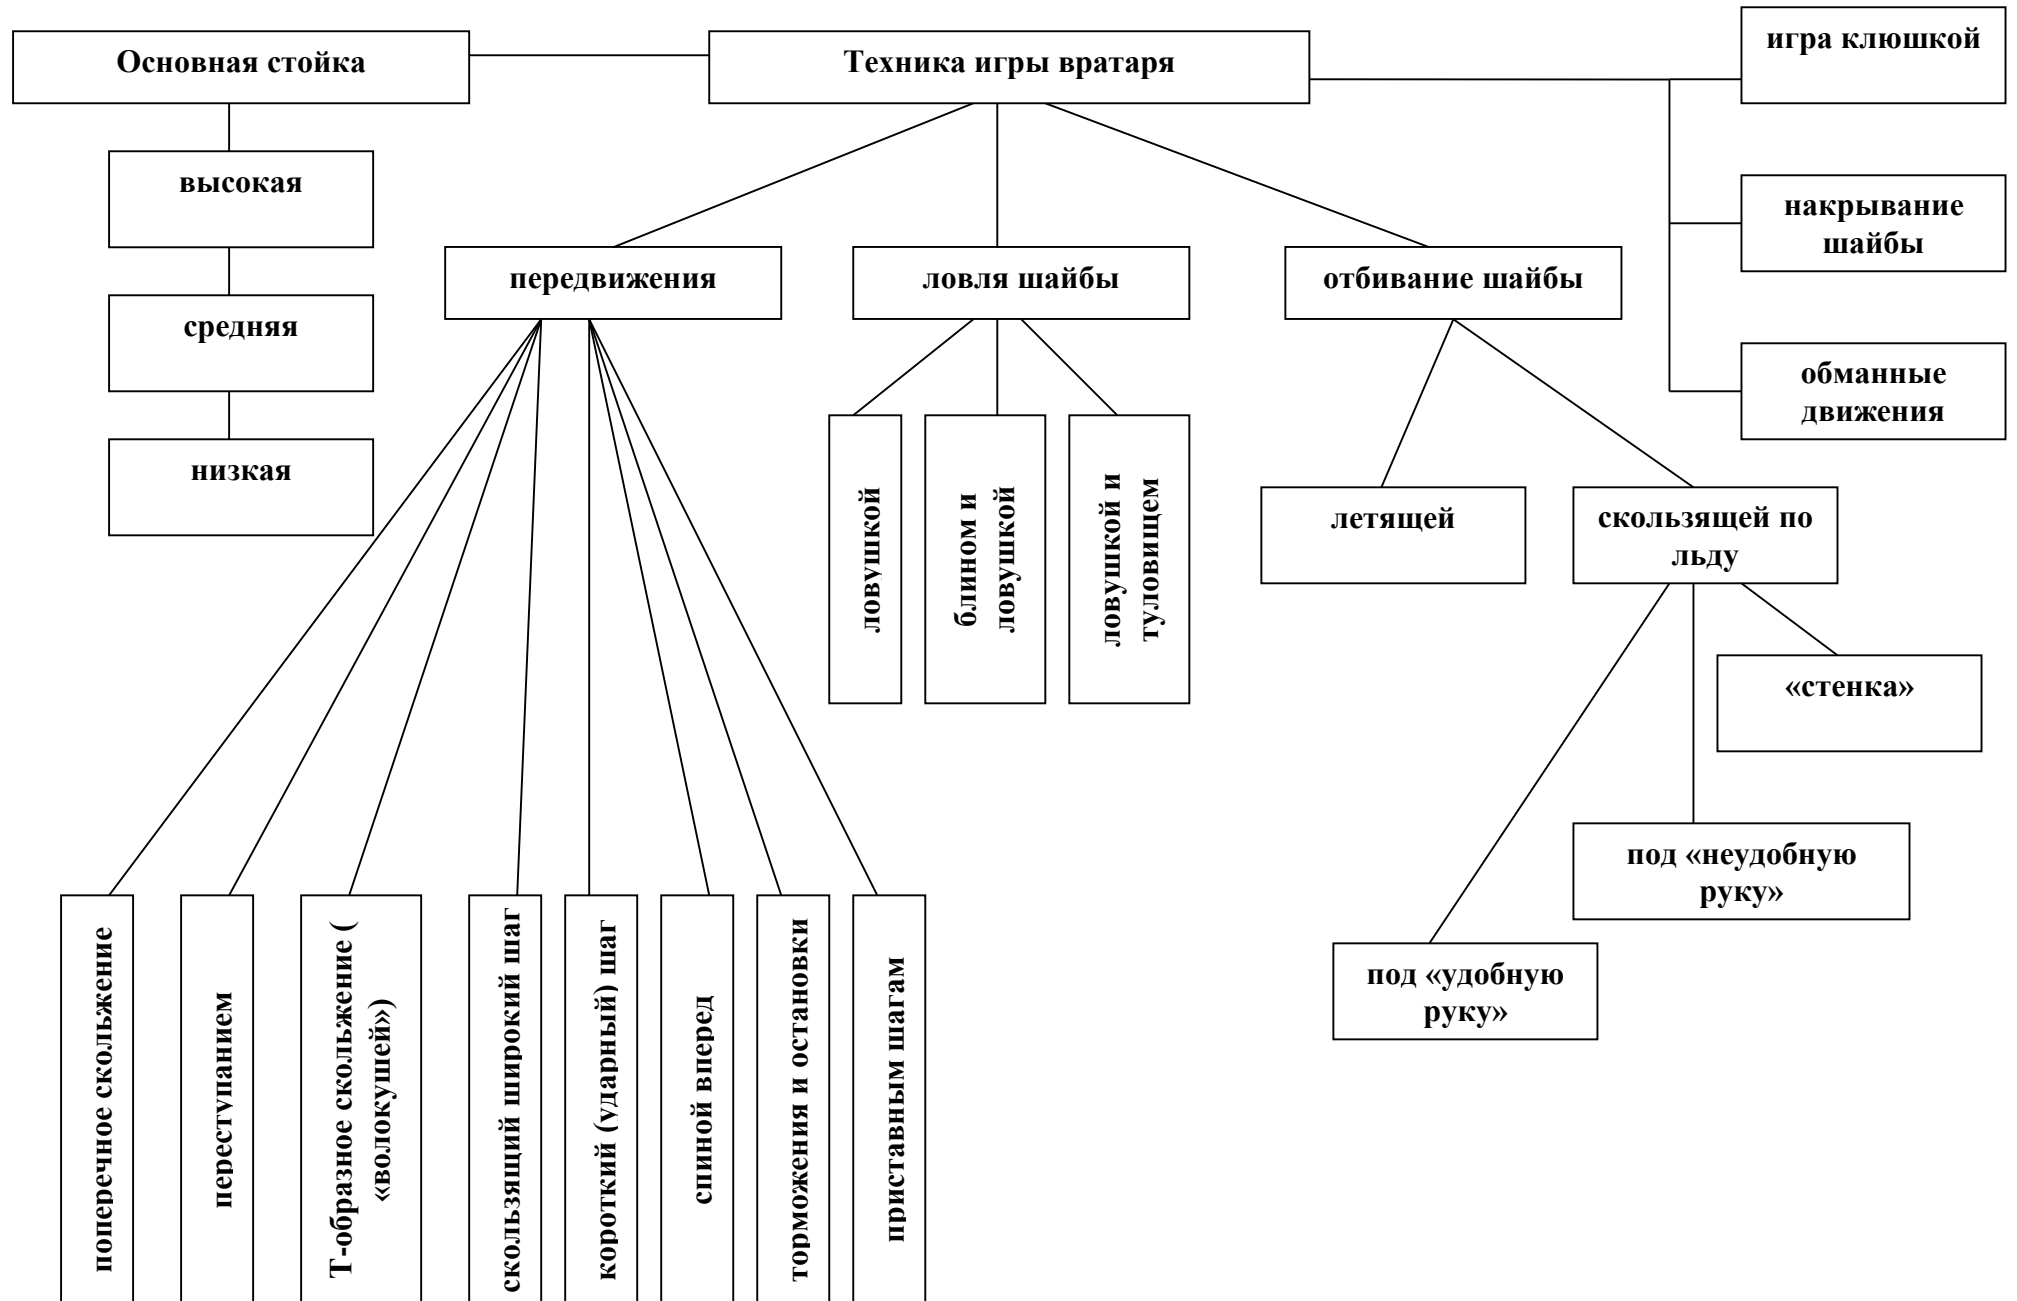 Основная стойка
Техника игры вратаря
игра клюшкой
высокая
накрывание
шайбы
передвижения
ловля шайбы
отбивание шайбы
средняя
обманные
движения
низкая
ловушкой
блином и
ловушкой
ловушкой и
туловищем
летящей
скользящей по
льду
«стенка»
под «неудобную
руку»
под «удобную
руку»
поперечное скольжение
переступанием
Т-образное скольжение (
«волокушей»)
скользящий широкий шаг
короткий (ударный) шаг
спиной вперед
торможения и остановки
приставным шагам